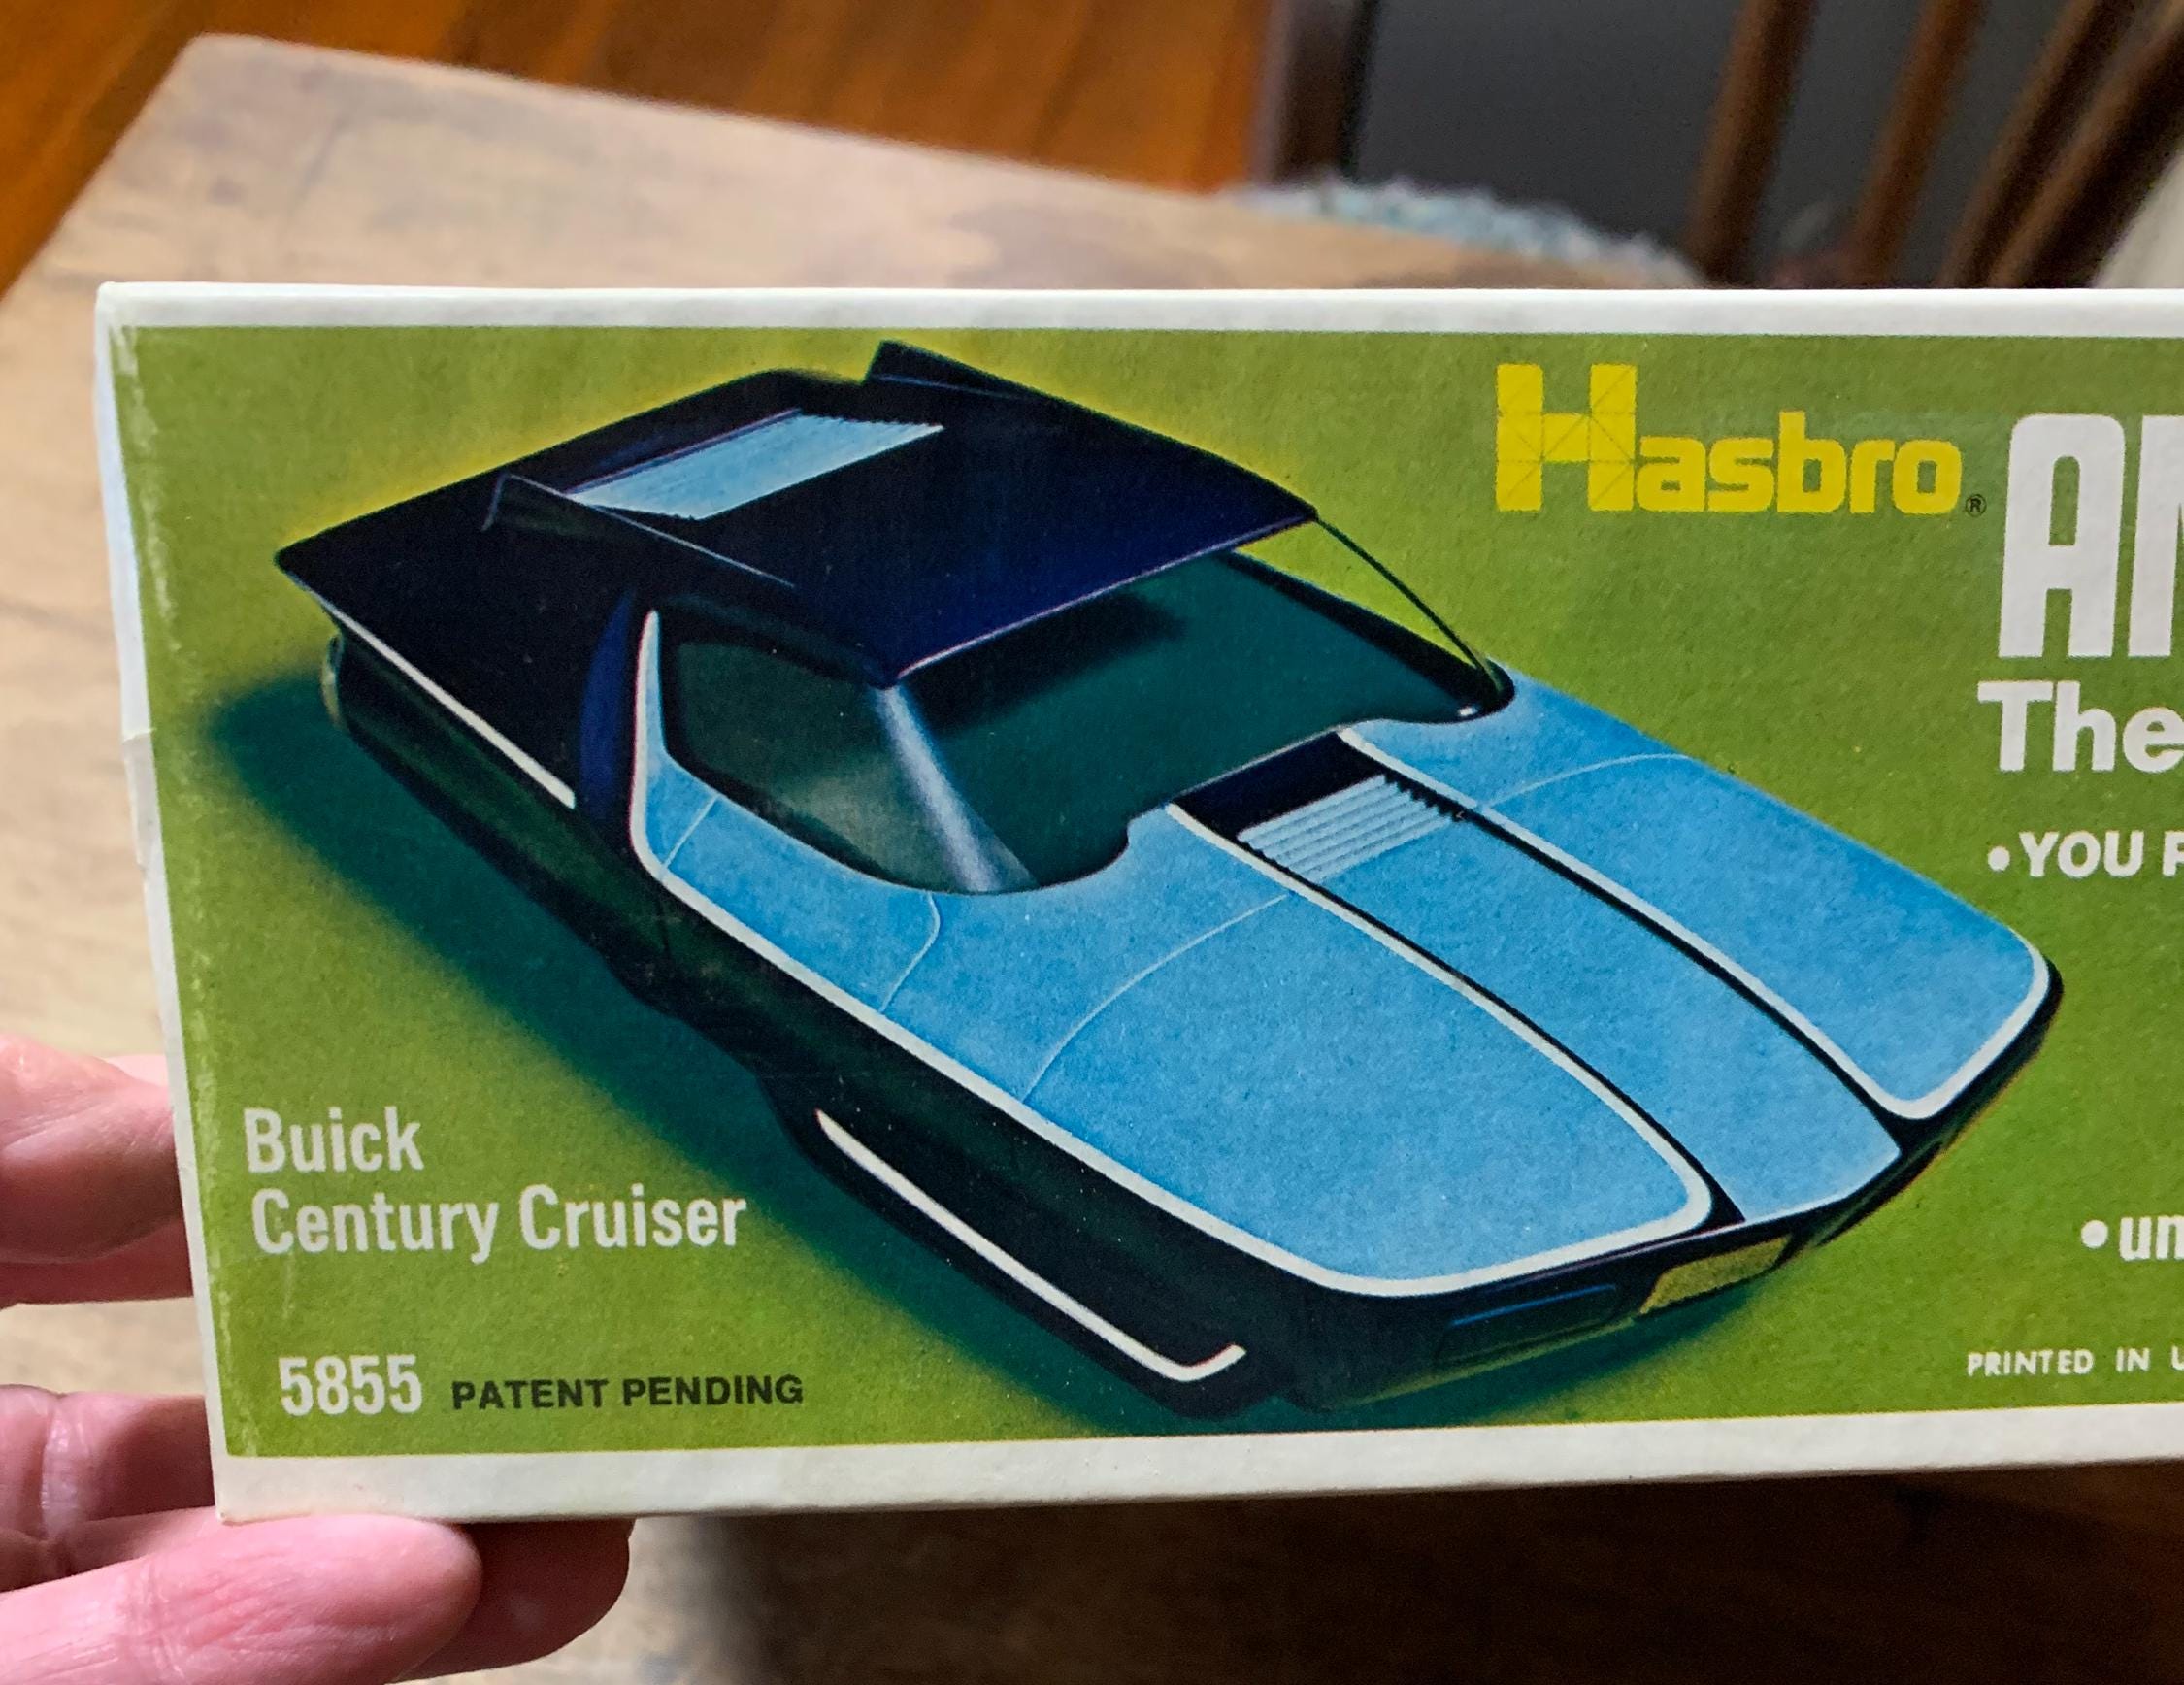 Hasbro®
The
•YOU
Buick
Century Cruiser
5855 PATENT PENDING
PRINTED IN